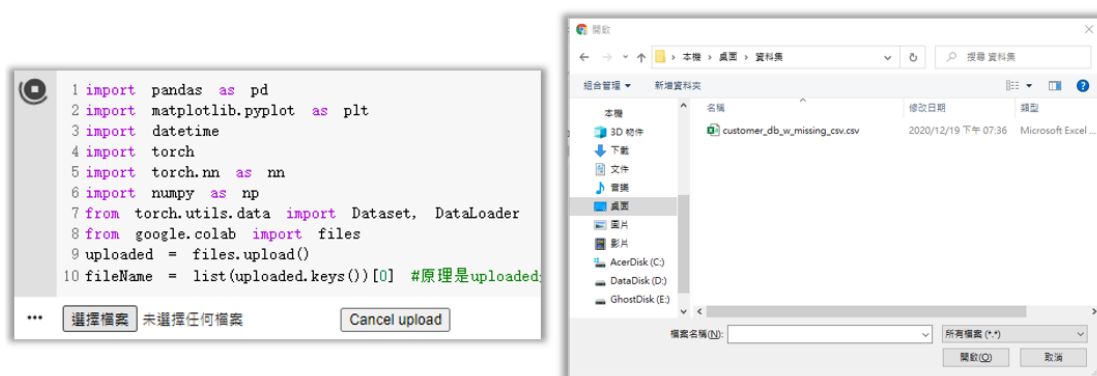 1 import pandas as pd
2 import matplotlib.pyplot as plt
3 import datetime
4 import torch
5 import torch.nn as nn
6 import numpy as np
7 from torch.utils.data import Dataset, DataLoader
8 from google.colab import files
9 uploaded = files.upload()
10 fileName = list(uploaded.keys())[0] #原理是uploaded
選擇檔案 未選擇任何檔案 Cancel upload
開啟
本機 › 桌面 › 資料集
搜尋 資料集
組合管理 新增資料夾
名稱 修改日期 類型
customer_db_w_missing_csv.csv 2020/12/19 下午 07:36 Microsoft Excel ...
本機
3D 物件
下載
文件
音樂
桌面
圖片
影片
AcerDisk (C:)
DataDisk (D:)
GhostDisk (E:)
檔案名稱(N): 所有檔案 (*.*)
開啟(O) 取消